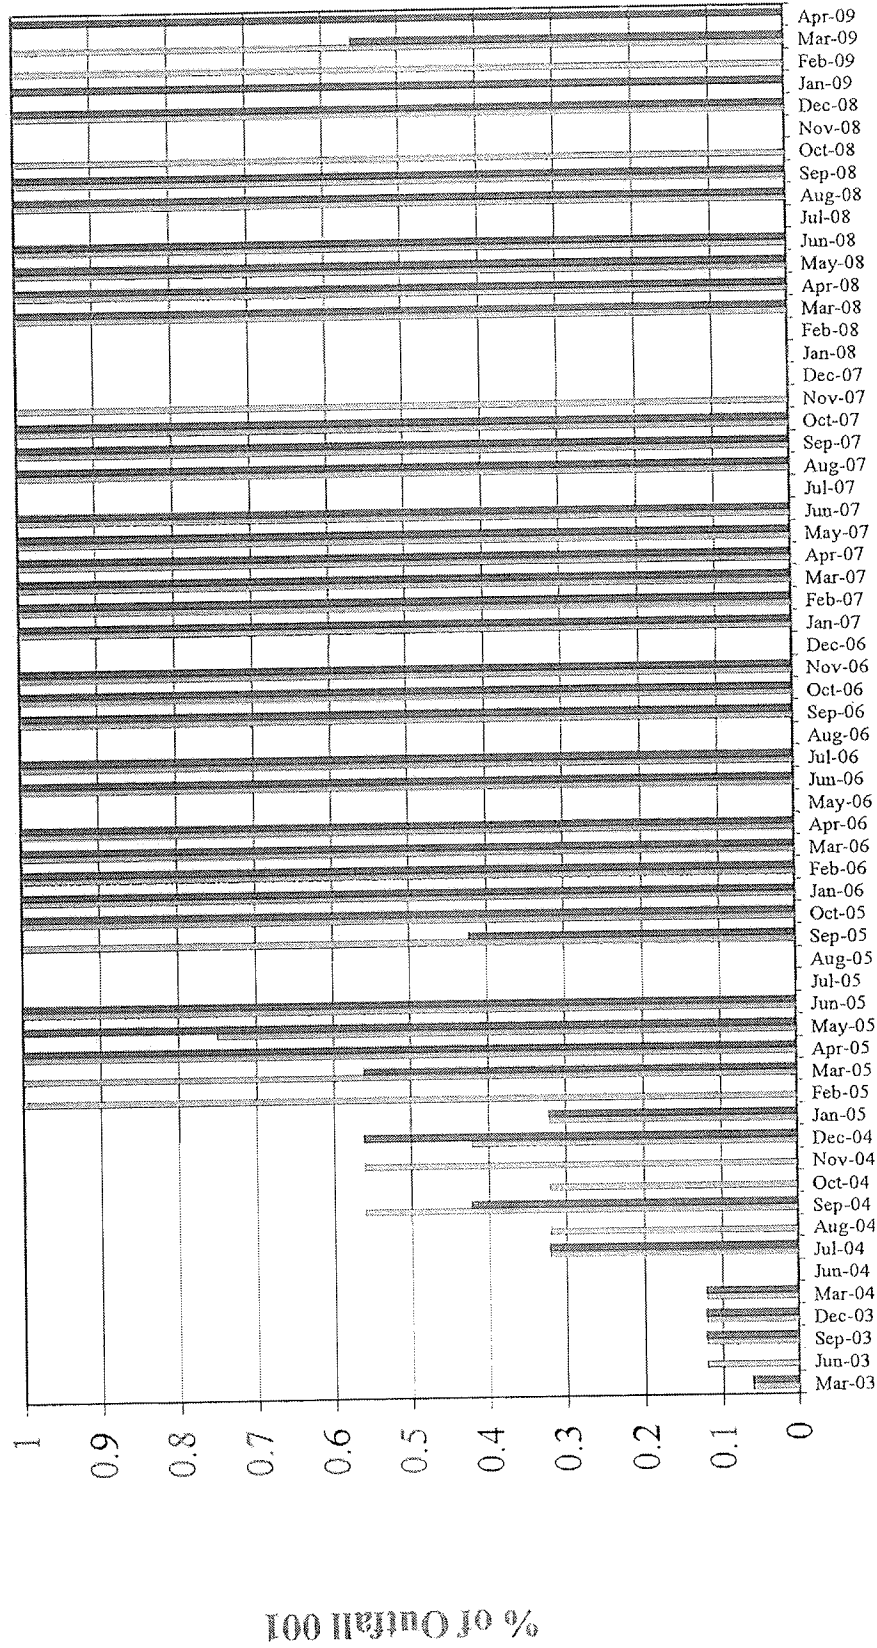 % of Outfall 001
1
0.9
0.8
0.7
0.6
0.5
0.4
0.3
0.2
0.1
0
Mar-03
Jun-03
Sep-03
Dec-03
Mar-04
Jun-04
Jul-04
Aug-04
Sep-04
Oct-04
Nov-04
Dec-04
Jan-05
Feb-05
Mar-05
Apr-05
May-05
Jun-05
Jul-05
Aug-05
Sep-05
Oct-05
Jan-06
Feb-06
Mar-06
Apr-06
May-06
Jun-06
Jul-06
Aug-06
Sep-06
Oct-06
Nov-06
Dec-06
Jan-07
Feb-07
Mar-07
Apr-07
May-07
Jun-07
Jul-07
Aug-07
Sep-07
Oct-07
Nov-07
Dec-07
Jan-08
Feb-08
Mar-08
Apr-08
May-08
Jun-08
Jul-08
Aug-08
Sep-08
Oct-08
Nov-08
Dec-08
Jan-09
Feb-09
Mar-09
Apr-09